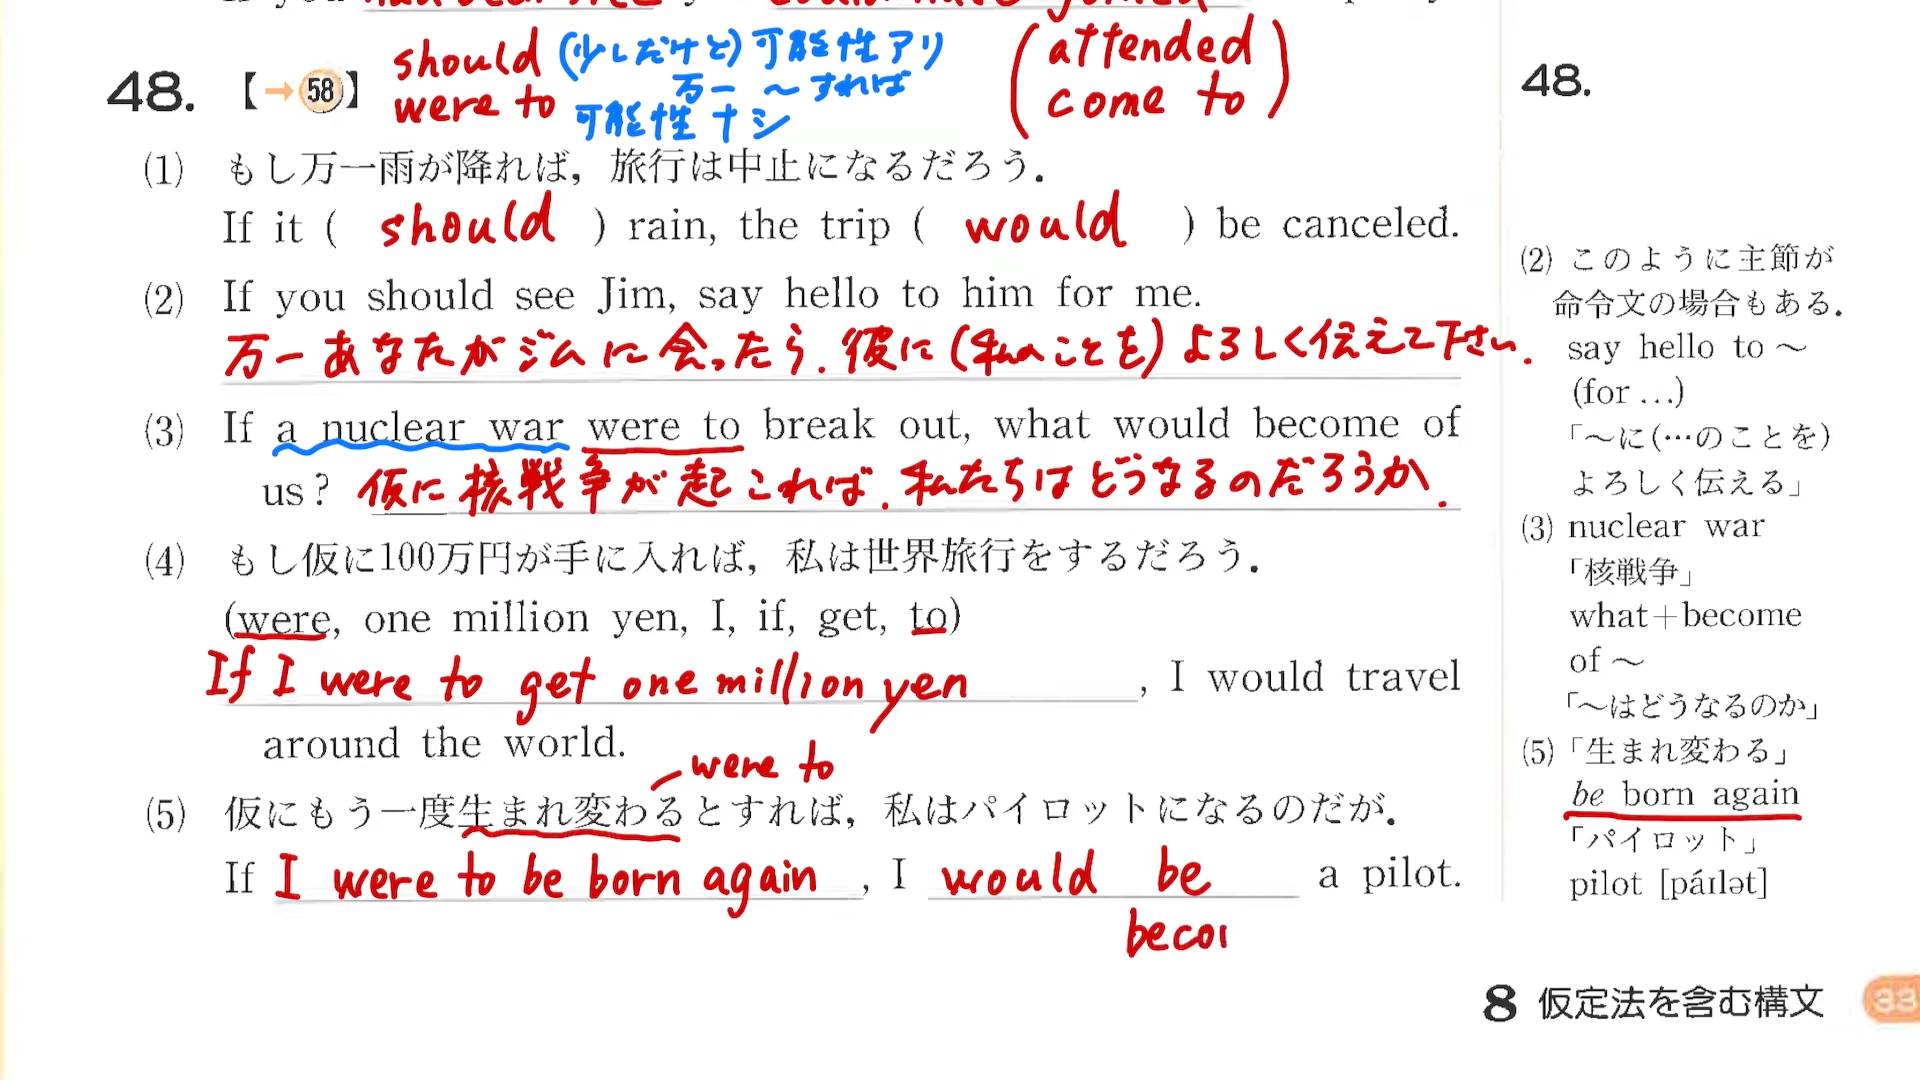 should (少しだけど)可能性アリ (attended
48. 【→58】 were to 万一 〜すれば come to)
可能性ナシ
(1) もし万一雨が降れば，旅行は中止になるだろう．
If it ( should ) rain, the trip ( would ) be canceled.
(2) If you should see Jim, say hello to him for me.
万一あなたがジムに会ったら，彼に(私のことを)よろしく伝えて下さい．
(3) If a nuclear war were to break out, what would become of
us? 仮に核戦争が起これば，私たちはどうなるのだろうか．
(4) もし仮に100万円が手に入れば，私は世界旅行をするだろう．
(were, one million yen, I, if, get, to)
If I were to get one million yen, I would travel
around the world.
were to
(5) 仮にもう一度生まれ変わるとすれば，私はパイロットになるのだが．
If I were to be born again, I would be a pilot.
becom
48.
(2) このように主節が
命令文の場合もある．
say hello to 〜
(for …)
「〜に(…のことを)
よろしく伝える」
(3) nuclear war
「核戦争」
what+become
of 〜
「〜はどうなるのか」
(5)「生まれ変わる」
be born again
「パイロット」
pilot [páɪlət]
8 仮定法を含む構文 33